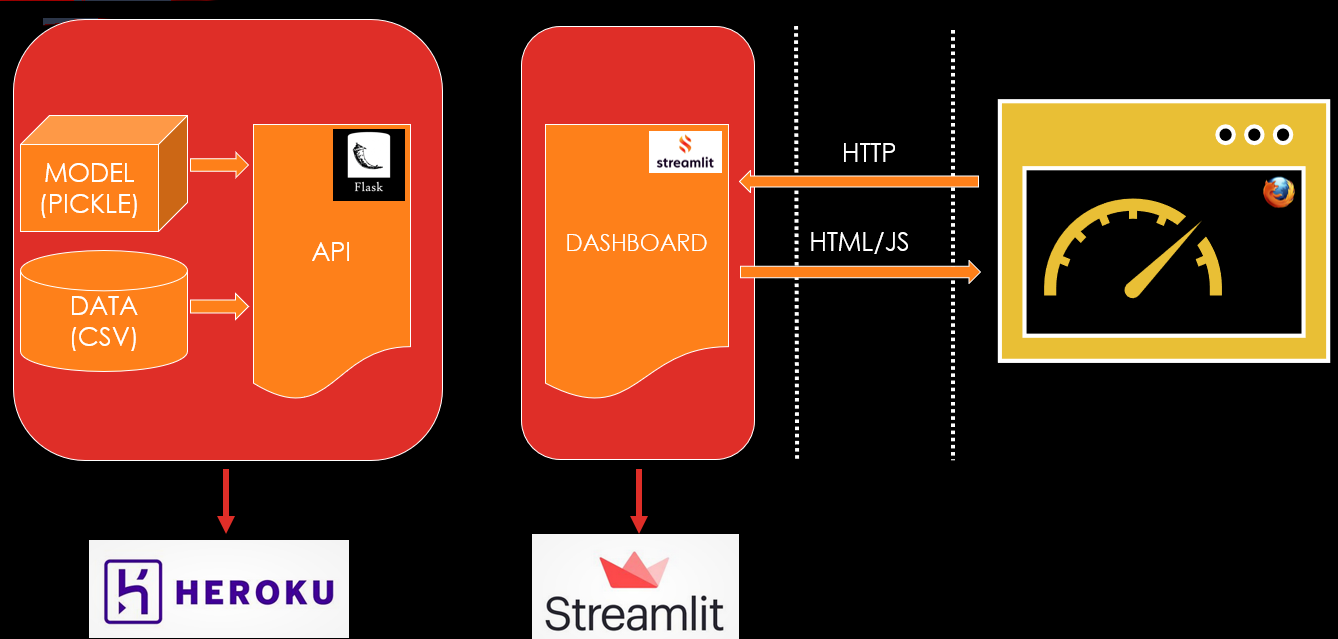 MODEL
(PICKLE)
DATA
(CSV)
Flask
API
streamlit
DASHBOARD
HTTP
HTML/JS
HEROKU
Streamlit